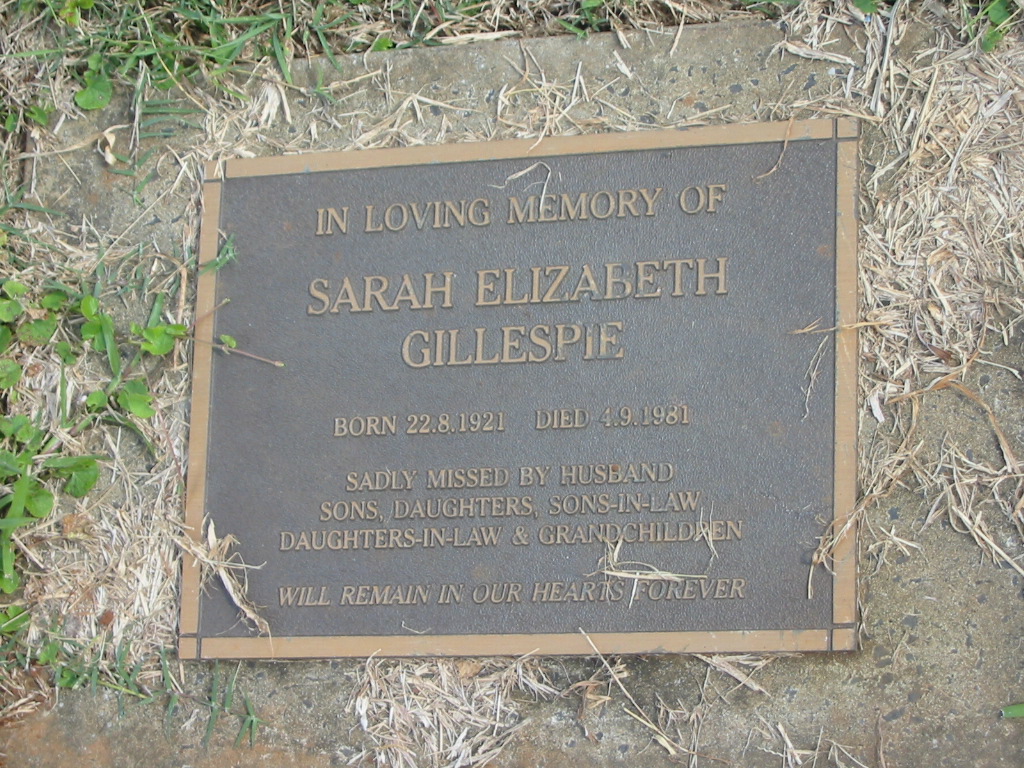 IN LOVING MEMORY OF
SARAH ELIZABETH
GILLESPIE
BORN 22.8.1921 DIED 4.9.1981
SADLY MISSED BY HUSBAND
SONS, DAUGHTERS, SONS-IN-LAW
DAUGHTERS-IN-LAW & GRANDCHILDREN
WILL REMAIN IN OUR HEARTS FOREVER